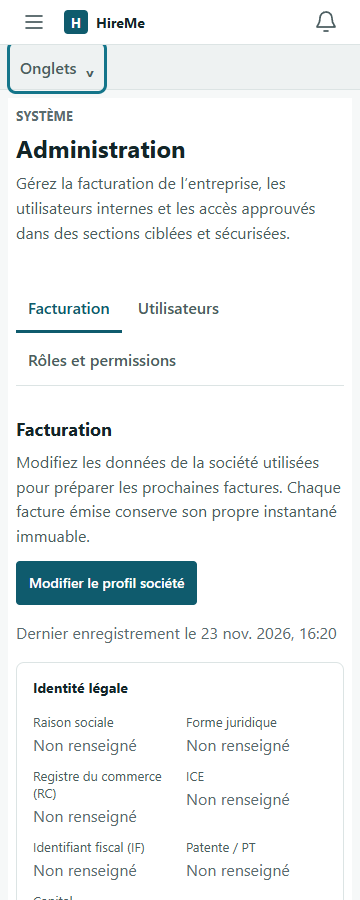 H HireMe
Onglets v
SYSTÈME
Administration
Gérez la facturation de l’entreprise, les
utilisateurs internes et les accès approuvés
dans des sections ciblées et sécurisées.
Facturation Utilisateurs
Rôles et permissions
Facturation
Modifiez les données de la société utilisées
pour préparer les prochaines factures. Chaque
facture émise conserve son propre instantané
immuable.
Modifier le profil société
Dernier enregistrement le 23 nov. 2026, 16:20
Identité légale
Raison sociale Forme juridique
Non renseigné Non renseigné
Registre du commerce ICE
(RC) Non renseigné
Non renseigné
Identifiant fiscal (IF) Patente / PT
Non renseigné Non renseigné
Capital